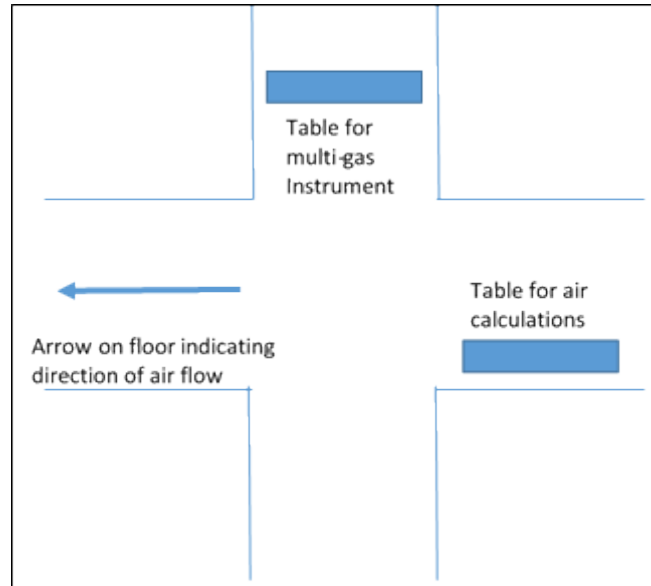 Table for
multi-gas
Instrument
Table for air
calculations
Arrow on floor indicating
direction of air flow